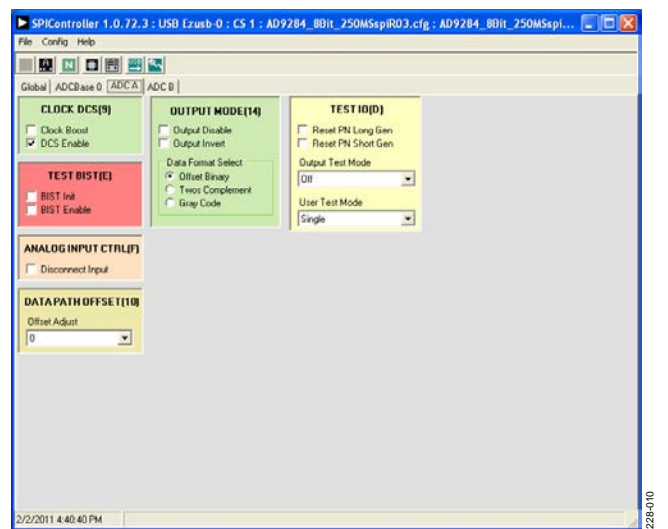 SPIController 1.0.72.3 : USB Ezusb-0 : CS 1 : AD9284_8Bit_250MSspiR03.cfg : AD9284_8Bit_250MSspi...
File Config Help
Global ADCBase 0 ADC A ADC B
CLOCK DCS(9)
Clock Boost
DCS Enable
TEST BIST(E)
BIST Init
BIST Enable
ANALOG INPUT CTRL(F)
Disconnect Input
DATA PATH OFFSET(10)
Offset Adjust
0
OUTPUT MODE(14)
Output Disable
Output Invert
Data Format Select
Offset Binary
Twos Complement
Gray Code
TEST IO(D)
Reset PN Long Gen
Reset PN Short Gen
Output Test Mode
Off
User Test Mode
Single
2/2/2011 4:40:40 PM
228-010